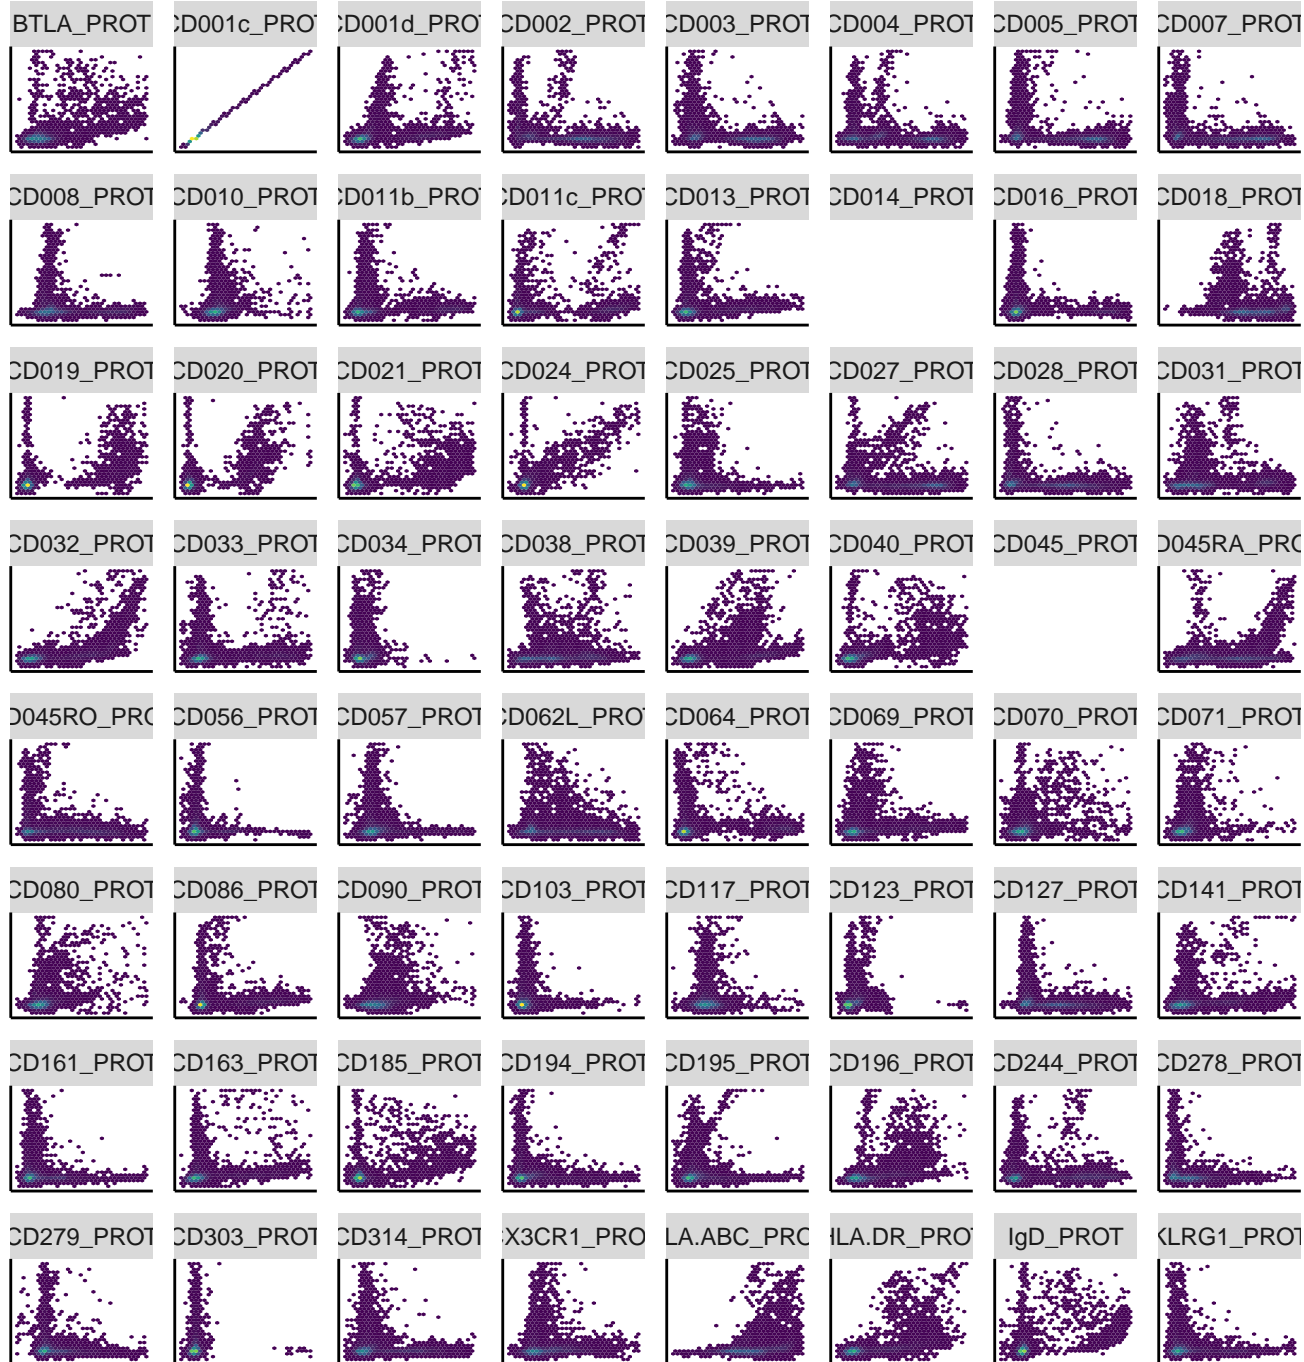 BTLA_PROT CD001c_PROT CD001d_PROT CD002_PROT CD003_PROT CD004_PROT CD005_PROT CD007_PROT
CD008_PROT CD010_PROT CD011b_PROT CD011c_PROT CD013_PROT CD014_PROT CD016_PROT CD018_PROT
CD019_PROT CD020_PROT CD021_PROT CD024_PROT CD025_PROT CD027_PROT CD028_PROT CD031_PROT
CD032_PROT CD033_PROT CD034_PROT CD038_PROT CD039_PROT CD040_PROT CD045_PROT D045RA_PRO
D045RO_PRO CD056_PROT CD057_PROT CD062L_PROT CD064_PROT CD069_PROT CD070_PROT CD071_PROT
CD080_PROT CD086_PROT CD090_PROT CD103_PROT CD117_PROT CD123_PROT CD127_PROT CD141_PROT
CD161_PROT CD163_PROT CD185_PROT CD194_PROT CD195_PROT CD196_PROT CD244_PROT CD278_PROT
CD279_PROT CD303_PROT CD314_PROT CX3CR1_PRO LA.ABC_PRO HLA.DR_PROT IgD_PROT KLRG1_PROT